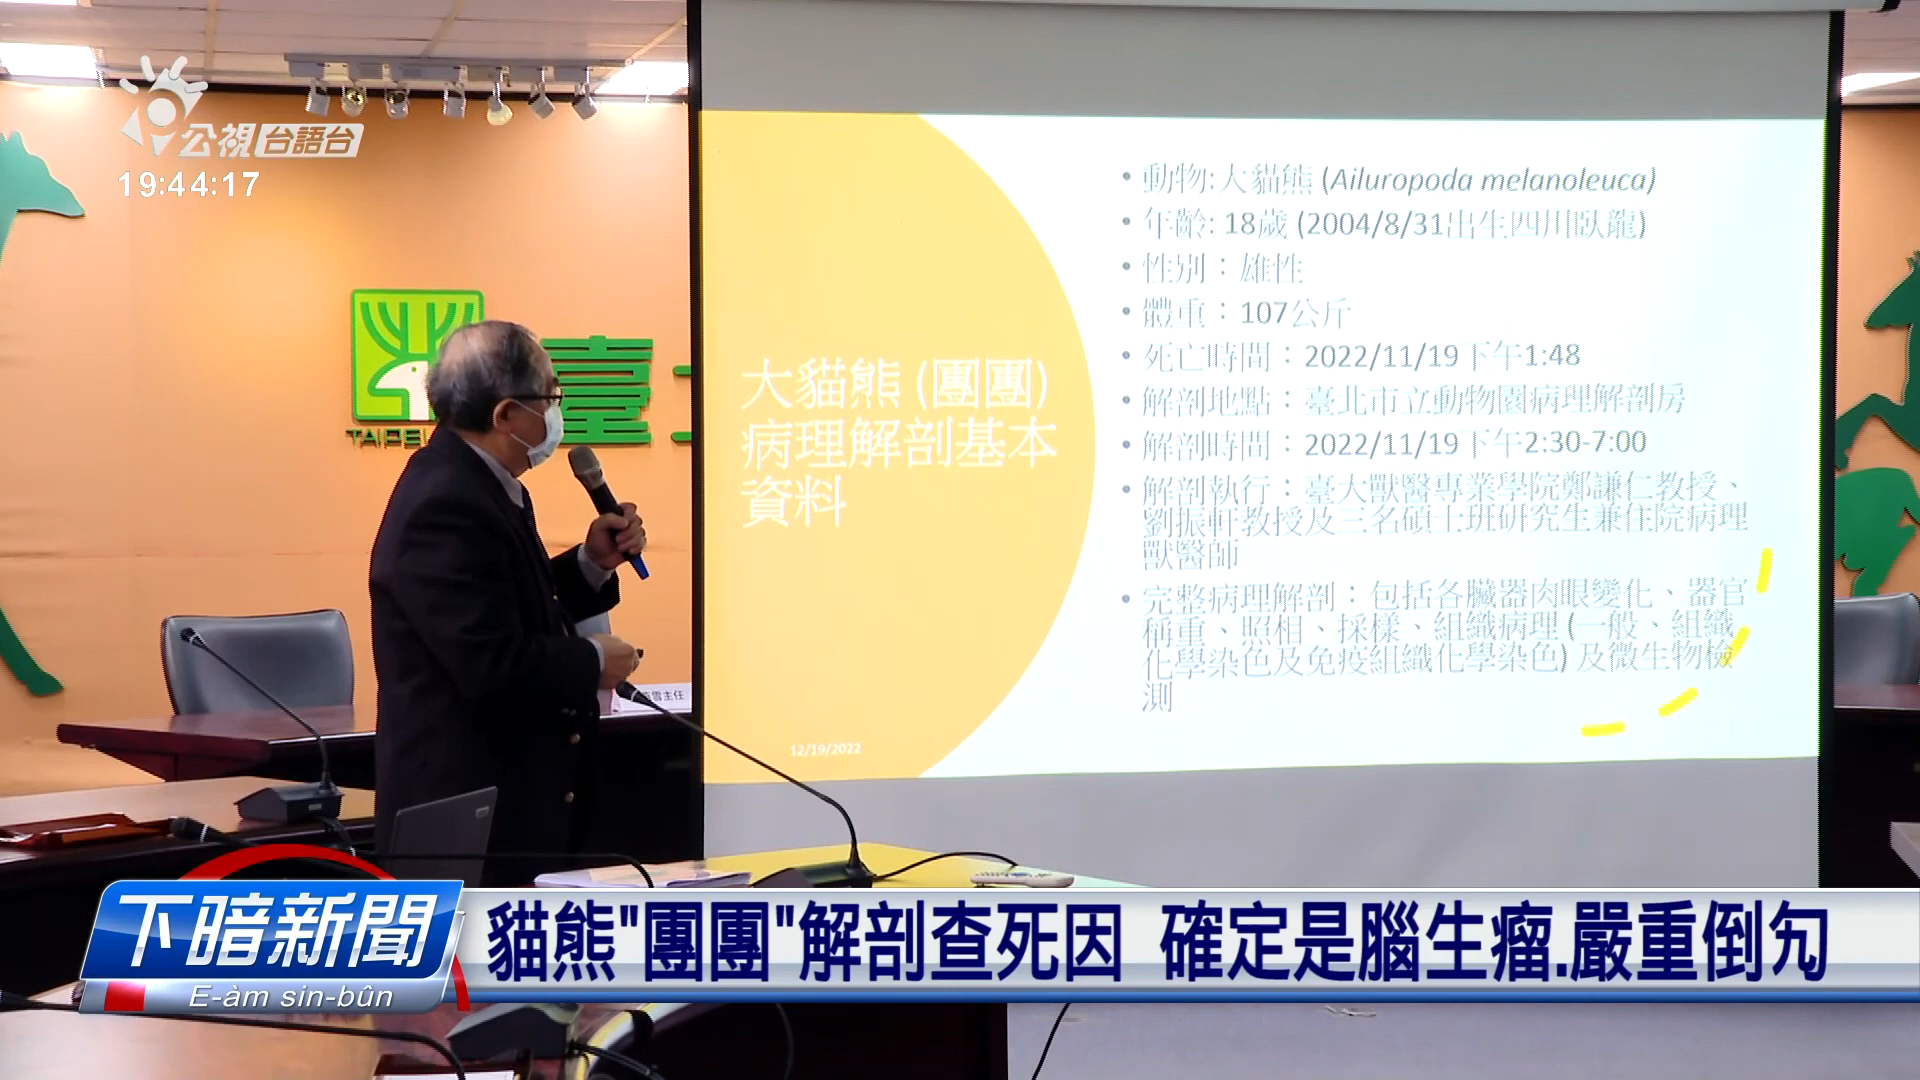 公視台語台
19:44:17
TAIPEI
臺
大貓熊 (團團)
病理解剖基本
資料
12/19/2022
• 動物:大貓熊 (Ailuropoda melanoleuca)
• 年齡: 18歲 (2004/8/31出生四川臥龍)
• 性別：雄性
• 體重：107公斤
• 死亡時間：2022/11/19下午1:48
• 解剖地點：臺北市立動物園病理解剖房
• 解剖時間：2022/11/19下午2:30-7:00
• 解剖執行：臺大獸醫專業學院鄭謙仁教授、
劉振軒教授及三名碩士班研究生兼住院病理
獸醫師
• 完整病理解剖：包括各臟器肉眼變化、器官
稱重、照相、採樣、組織病理 (一般、組織
化學染色及免疫組織化學染色) 及微生物檢
測
雪主任
下暗新聞
E-àm sin-bûn
貓熊"團團"解剖查死因 確定是腦生瘤.嚴重倒勼